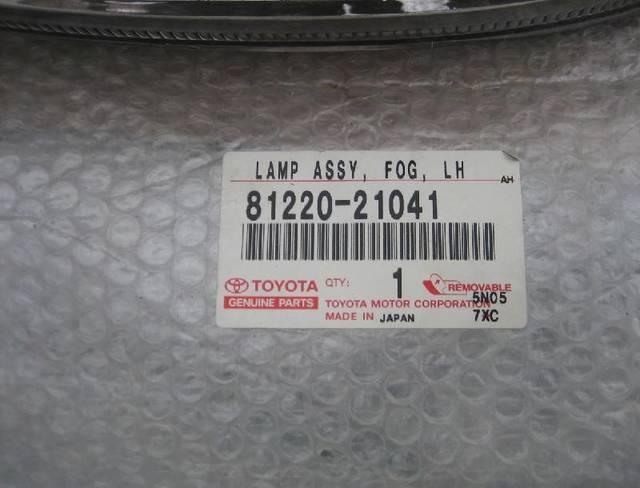 LAMP ASSY, FOG, LH
AH
81220-21041
TOYOTA QTY: 1 REMOVABLE
GENUINE PARTS TOYOTA MOTOR CORPORATION 5N05
MADE IN JAPAN 7XC